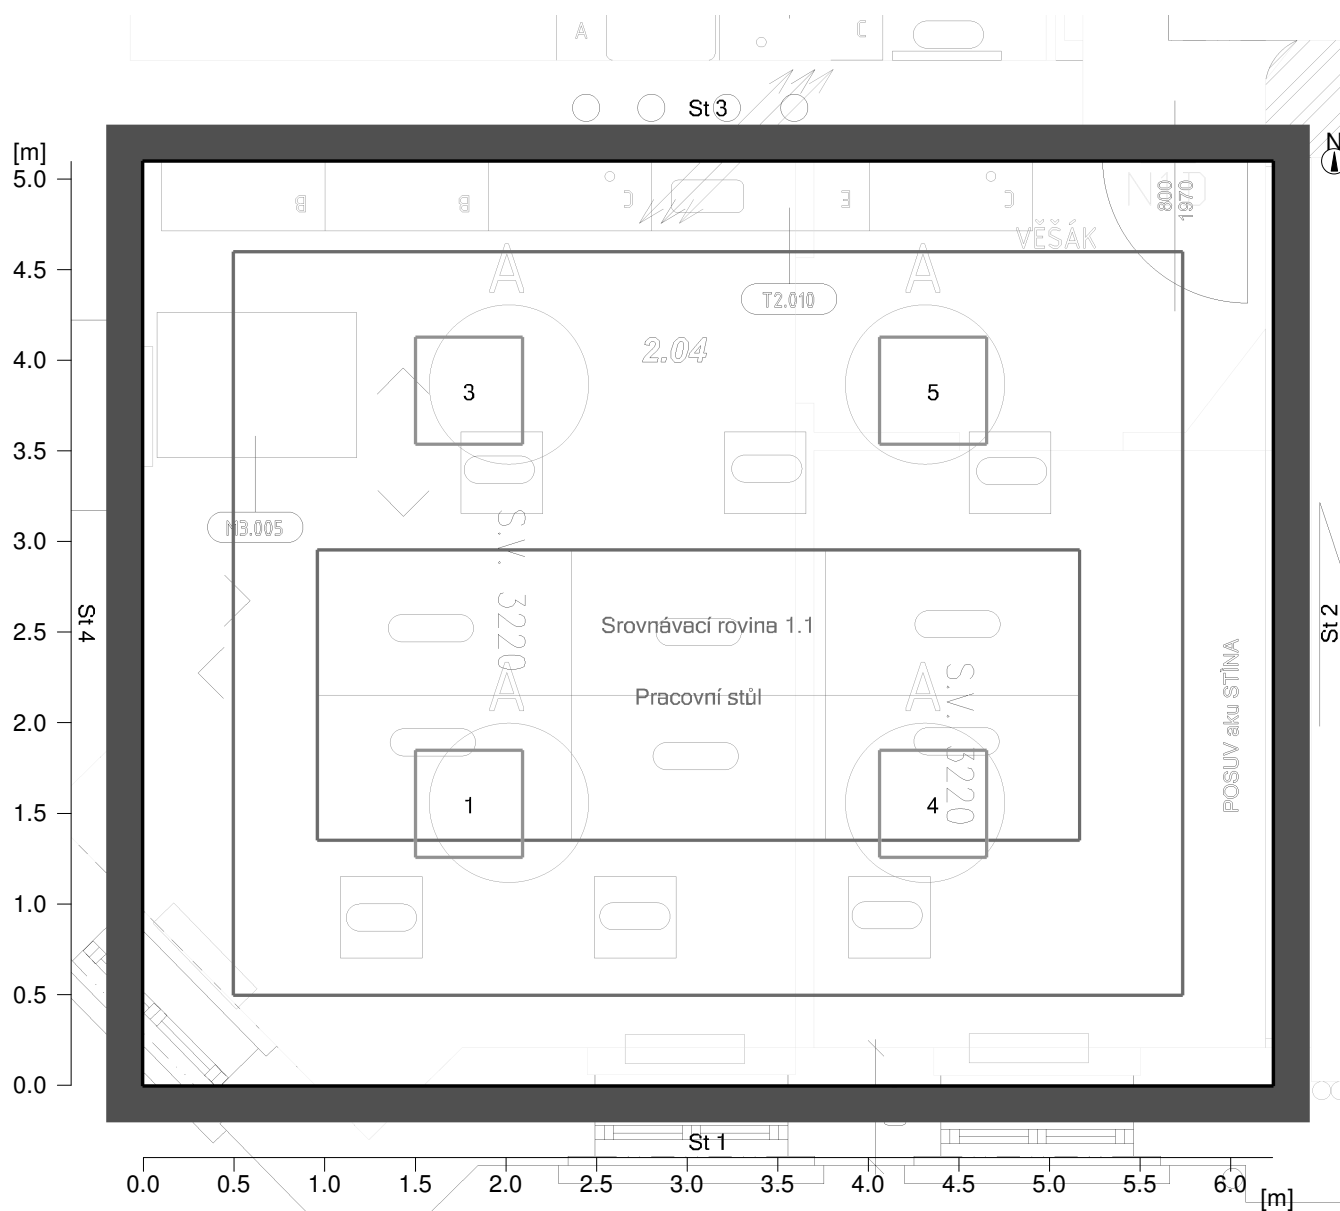 A
C
St 3
[m]
N
5.0
B
B
C
E
C
800
1970
VĚŠÁK
4.5
A
A
T2.010
4.0
2.04
3
5
3.5
N3.005
3.0
S.V. 3220
St 4
2.5
Srovnávací rovina 1.1
St 2
Pracovní stůl
A
A
S.V. 3220
POSUV aku STÍNA
2.0
1.5
1
4
1.0
0.5
0.0
St 1
0.0 0.5 1.0 1.5 2.0 2.5 3.0 3.5 4.0 4.5 5.0 5.5 6.0
[m]